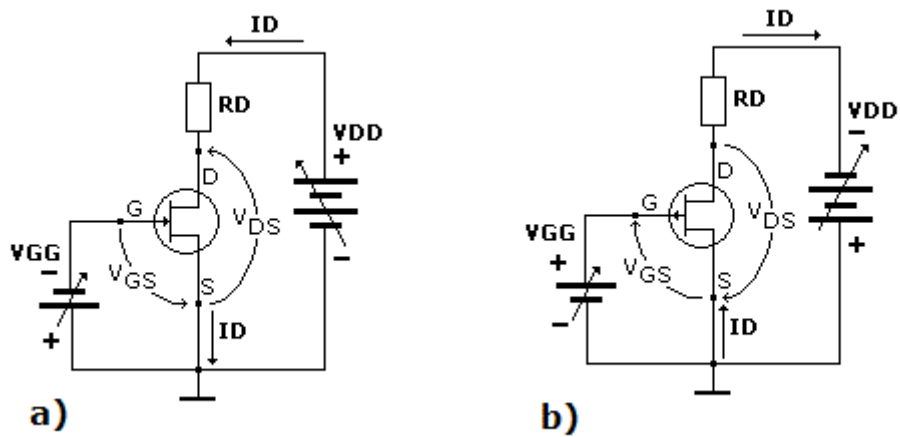 ID
RD
VDD
+
-
D
G
VDS
VGG
-
+
VGS
S
ID
a)
ID
RD
VDD
-
+
D
G
VDS
VGG
+
-
VGS
S
ID
b)